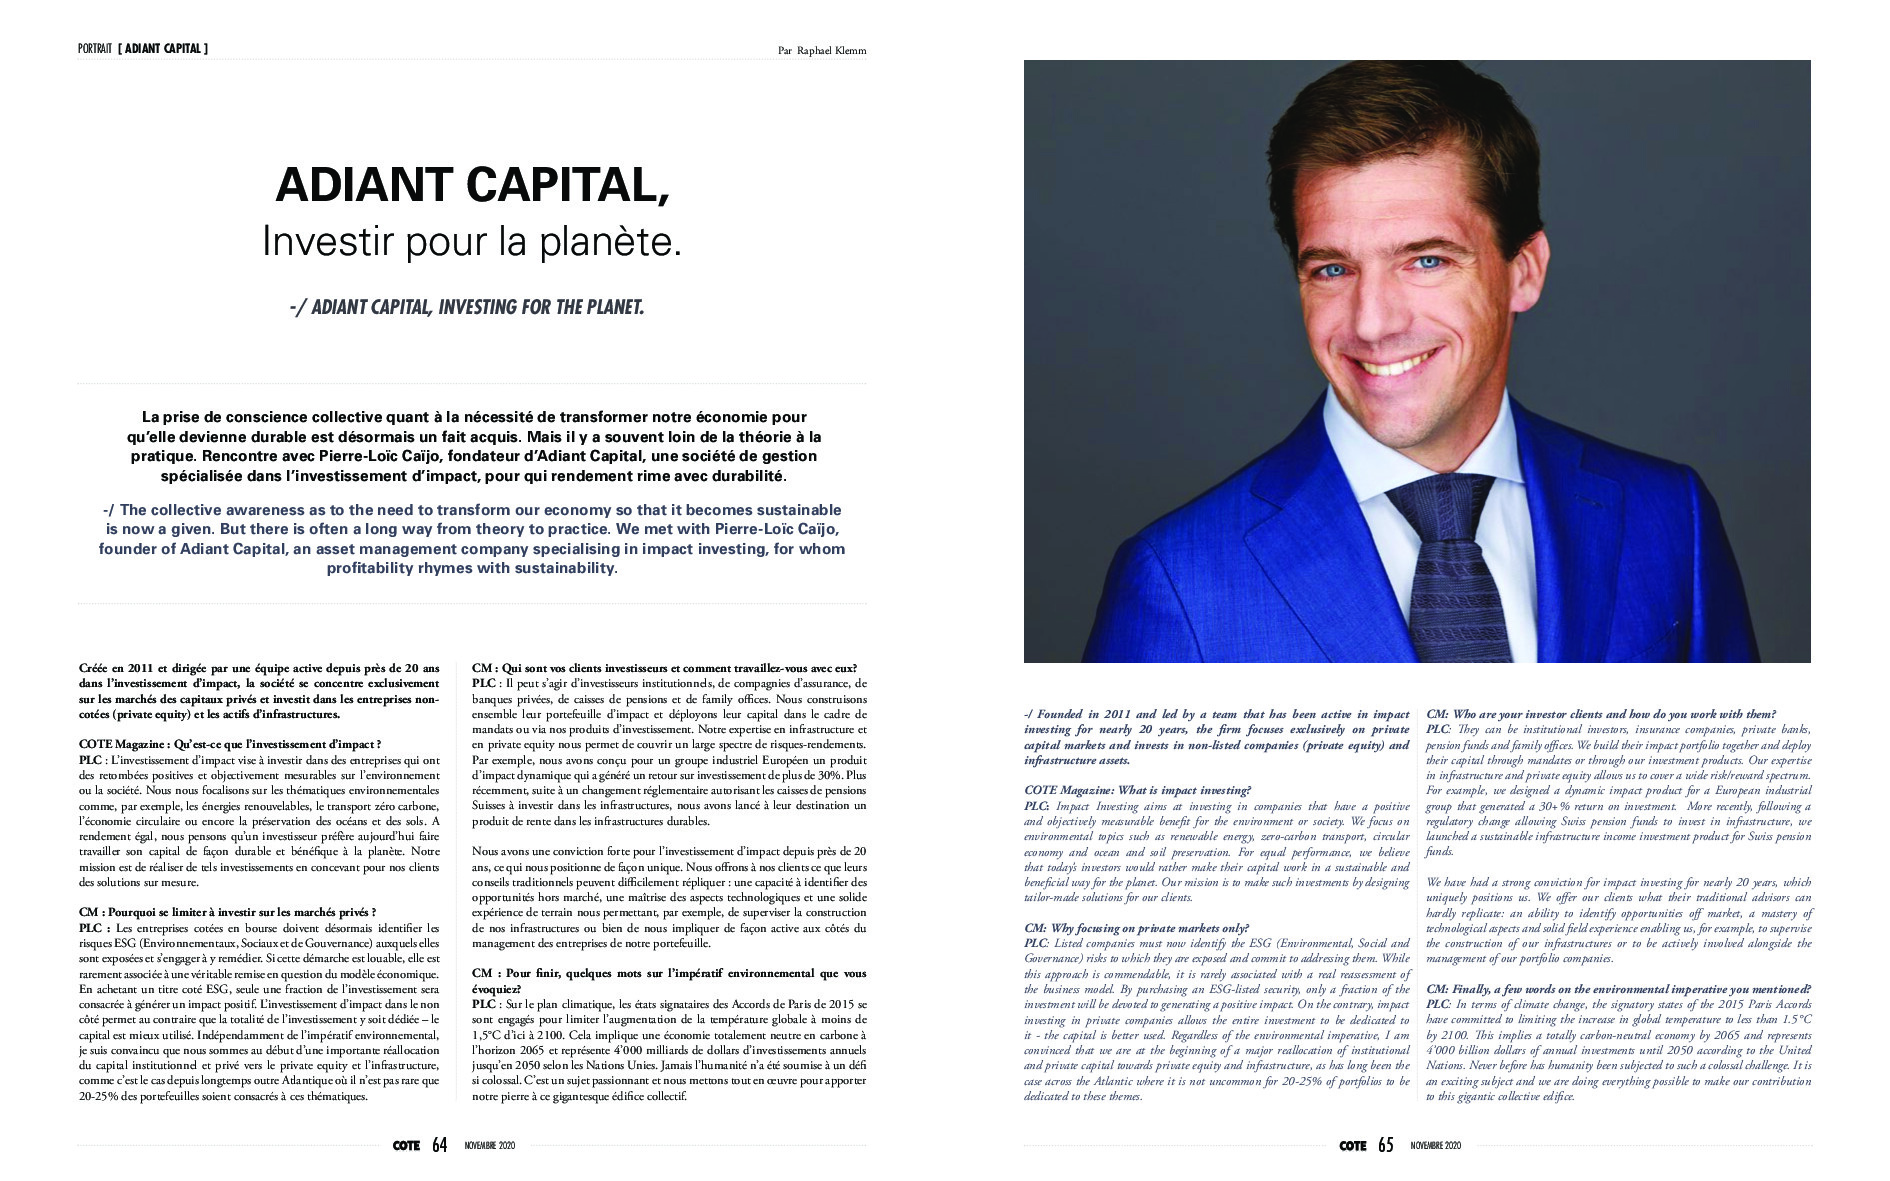 PORTRAIT [ ADIANT CAPITAL ]
Par Raphael Klemm
ADIANT CAPITAL,
Investir pour la planète.
-/ ADIANT CAPITAL, INVESTING FOR THE PLANET.
La prise de conscience collective quant à la nécessité de transformer notre économie pour
qu’elle devienne durable est désormais un fait acquis. Mais il y a souvent loin de la théorie à la
pratique. Rencontre avec Pierre-Loïc Caïjo, fondateur d’Adiant Capital, une société de gestion
spécialisée dans l’investissement d’impact, pour qui rendement rime avec durabilité.
-/ The collective awareness as to the need to transform our economy so that it becomes sustainable
is now a given. But there is often a long way from theory to practice. We met with Pierre-Loïc Caïjo,
founder of Adiant Capital, an asset management company specialising in impact investing, for whom
profitability rhymes with sustainability.
Créée en 2011 et dirigée par une équipe active depuis près de 20 ans
dans l’investissement d’impact, la société se concentre exclusivement
sur les marchés des capitaux privés et investit dans les entreprises non-
cotées (private equity) et les actifs d’infrastructures.
COTE Magazine : Qu’est-ce que l’investissement d’impact ?
PLC : L’investissement d’impact vise à investir dans des entreprises qui ont
des retombées positives et objectivement mesurables sur l’environnement
ou la société. Nous nous focalisons sur les thématiques environnementales
comme, par exemple, les énergies renouvelables, le transport zéro carbone,
l’économie circulaire ou encore la préservation des océans et des sols. A
rendement égal, nous pensons qu’un investisseur préfère aujourd’hui faire
travailler son capital de façon durable et bénéfique à la planète. Notre
mission est de réaliser de tels investissements en concevant pour nos clients
des solutions sur mesure.
CM : Pourquoi se limiter à investir sur les marchés privés ?
PLC : Les entreprises cotées en bourse doivent désormais identifier les
risques ESG (Environnementaux, Sociaux et de Gouvernance) auxquels elles
sont exposées et s’engager à y remédier. Si cette démarche est louable, elle est
rarement associée à une véritable remise en question du modèle économique.
En achetant un titre coté ESG, seule une fraction de l’investissement sera
consacrée à générer un impact positif. L’investissement d’impact dans le non
côté permet au contraire que la totalité de l’investissement y soit dédiée – le
capital est mieux utilisé. Indépendamment de l’impératif environnemental,
je suis convaincu que nous sommes au début d’une importante réallocation
du capital institutionnel et privé vers le private equity et l’infrastructure,
comme c’est le cas depuis longtemps outre Atlantique où il n’est pas rare que
20-25% des portefeuilles soient consacrés à ces thématiques.
CM : Qui sont vos clients investisseurs et comment travaillez-vous avec eux?
PLC : Il peut s’agir d’investisseurs institutionnels, de compagnies d’assurance, de
banques privées, de caisses de pensions et de family offices. Nous construisons
ensemble leur portefeuille d’impact et déployons leur capital dans le cadre de
mandats ou via nos produits d’investissement. Notre expertise en infrastructure et
en private equity nous permet de couvrir un large spectre de risques-rendements.
Par exemple, nous avons conçu pour un groupe industriel Européen un produit
d’impact dynamique qui a généré un retour sur investissement de plus de 30%. Plus
récemment, suite à un changement réglementaire autorisant les caisses de pensions
Suisses à investir dans les infrastructures, nous avons lancé à leur destination un
produit de rente dans les infrastructures durables.
Nous avons une conviction forte pour l’investissement d’impact depuis près de 20
ans, ce qui nous positionne de façon unique. Nous offrons à nos clients ce que leurs
conseils traditionnels peuvent difficilement répliquer : une capacité à identifier des
opportunités hors marché, une maîtrise des aspects technologiques et une solide
expérience de terrain nous permettant, par exemple, de superviser la construction
de nos infrastructures ou bien de nous impliquer de façon active aux côtés du
management des entreprises de notre portefeuille.
CM : Pour finir, quelques mots sur l’impératif environnemental que vous
évoquiez?
PLC : Sur le plan climatique, les états signataires des Accords de Paris de 2015 se
sont engagés pour limiter l’augmentation de la température globale à moins de
1,5°C d’ici à 2100. Cela implique une économie totalement neutre en carbone à
l’horizon 2065 et représente 4’000 milliards de dollars d’investissements annuels
jusqu’en 2050 selon les Nations Unies. Jamais l’humanité n’a été soumise à un défi
si colossal. C’est un sujet passionnant et nous mettons tout en œuvre pour apporter
notre pierre à ce gigantesque édifice collectif.
COTE 64 NOVEMBRE 2020
-/ Founded in 2011 and led by a team that has been active in impact
investing for nearly 20 years, the firm focuses exclusively on private
capital markets and invests in non-listed companies (private equity) and
infrastructure assets.
COTE Magazine: What is impact investing?
PLC: Impact Investing aims at investing in companies that have a positive
and objectively measurable benefit for the environment or society. We focus on
environmental topics such as renewable energy, zero-carbon transport, circular
economy and ocean and soil preservation. For equal performance, we believe
that today's investors would rather make their capital work in a sustainable and
beneficial way for the planet. Our mission is to make such investments by designing
tailor-made solutions for our clients.
CM: Why focusing on private markets only?
PLC: Listed companies must now identify the ESG (Environmental, Social and
Governance) risks to which they are exposed and commit to addressing them. While
this approach is commendable, it is rarely associated with a real reassessment of
the business model. By purchasing an ESG-listed security, only a fraction of the
investment will be devoted to generating a positive impact. On the contrary, impact
investing in private companies allows the entire investment to be dedicated to
it - the capital is better used. Regardless of the environmental imperative, I am
convinced that we are at the beginning of a major reallocation of institutional
and private capital towards private equity and infrastructure, as has long been the
case across the Atlantic where it is not uncommon for 20-25% of portfolios to be
dedicated to these themes.
CM: Who are your investor clients and how do you work with them?
PLC: They can be institutional investors, insurance companies, private banks,
pension funds and family offices. We build their impact portfolio together and deploy
their capital through mandates or through our investment products. Our expertise
in infrastructure and private equity allows us to cover a wide risk/reward spectrum.
For example, we designed a dynamic impact product for a European industrial
group that generated a 30+% return on investment. More recently, following a
regulatory change allowing Swiss pension funds to invest in infrastructure, we
launched a sustainable infrastructure income investment product for Swiss pension
funds.
We have had a strong conviction for impact investing for nearly 20 years, which
uniquely positions us. We offer our clients what their traditional advisors can
hardly replicate: an ability to identify opportunities off market, a mastery of
technological aspects and solid field experience enabling us, for example, to supervise
the construction of our infrastructures or to be actively involved alongside the
management of our portfolio companies.
CM: Finally, a few words on the environmental imperative you mentioned?
PLC: In terms of climate change, the signatory states of the 2015 Paris Accords
have committed to limiting the increase in global temperature to less than 1.5°C
by 2100. This implies a totally carbon-neutral economy by 2065 and represents
4’000 billion dollars of annual investments until 2050 according to the United
Nations. Never before has humanity been subjected to such a colosal challenge. It is
an exciting subject and we are doing everything possible to make our contribution
to this gigantic collective edifice.
COTE 65 NOVEMBRE 2020